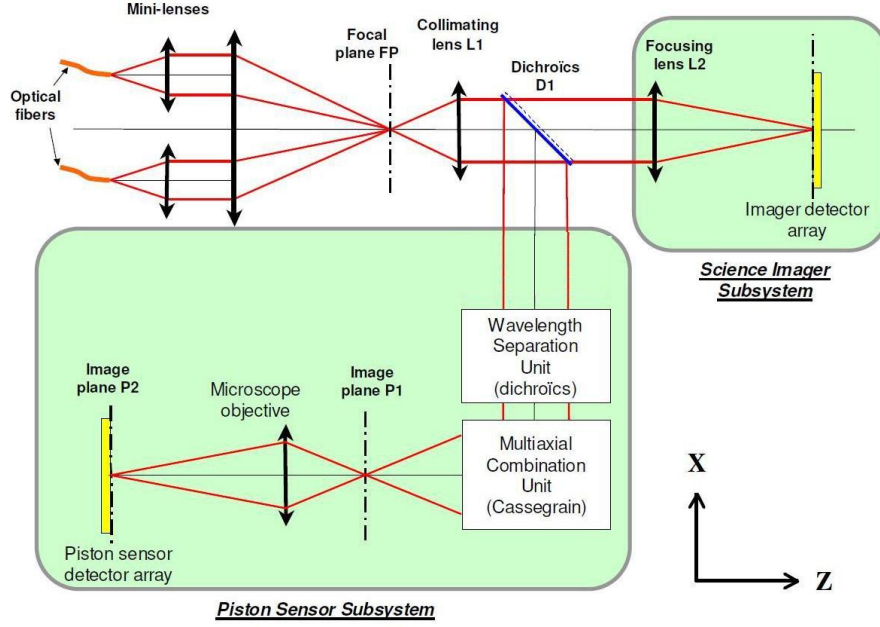 Mini-lenses
Optical
fibers
Focal
plane FP
Collimating
lens L1
Dichroïcs
D1
Focusing
lens L2
Imager detector
array
Science Imager
Subsystem
Wavelength
Separation
Unit
(dichroïcs)
Image
plane P2
Microscope
objective
Image
plane P1
Multiaxial
Combination
Unit
(Cassegrain)
Piston sensor
detector array
Piston Sensor Subsystem
X
Z